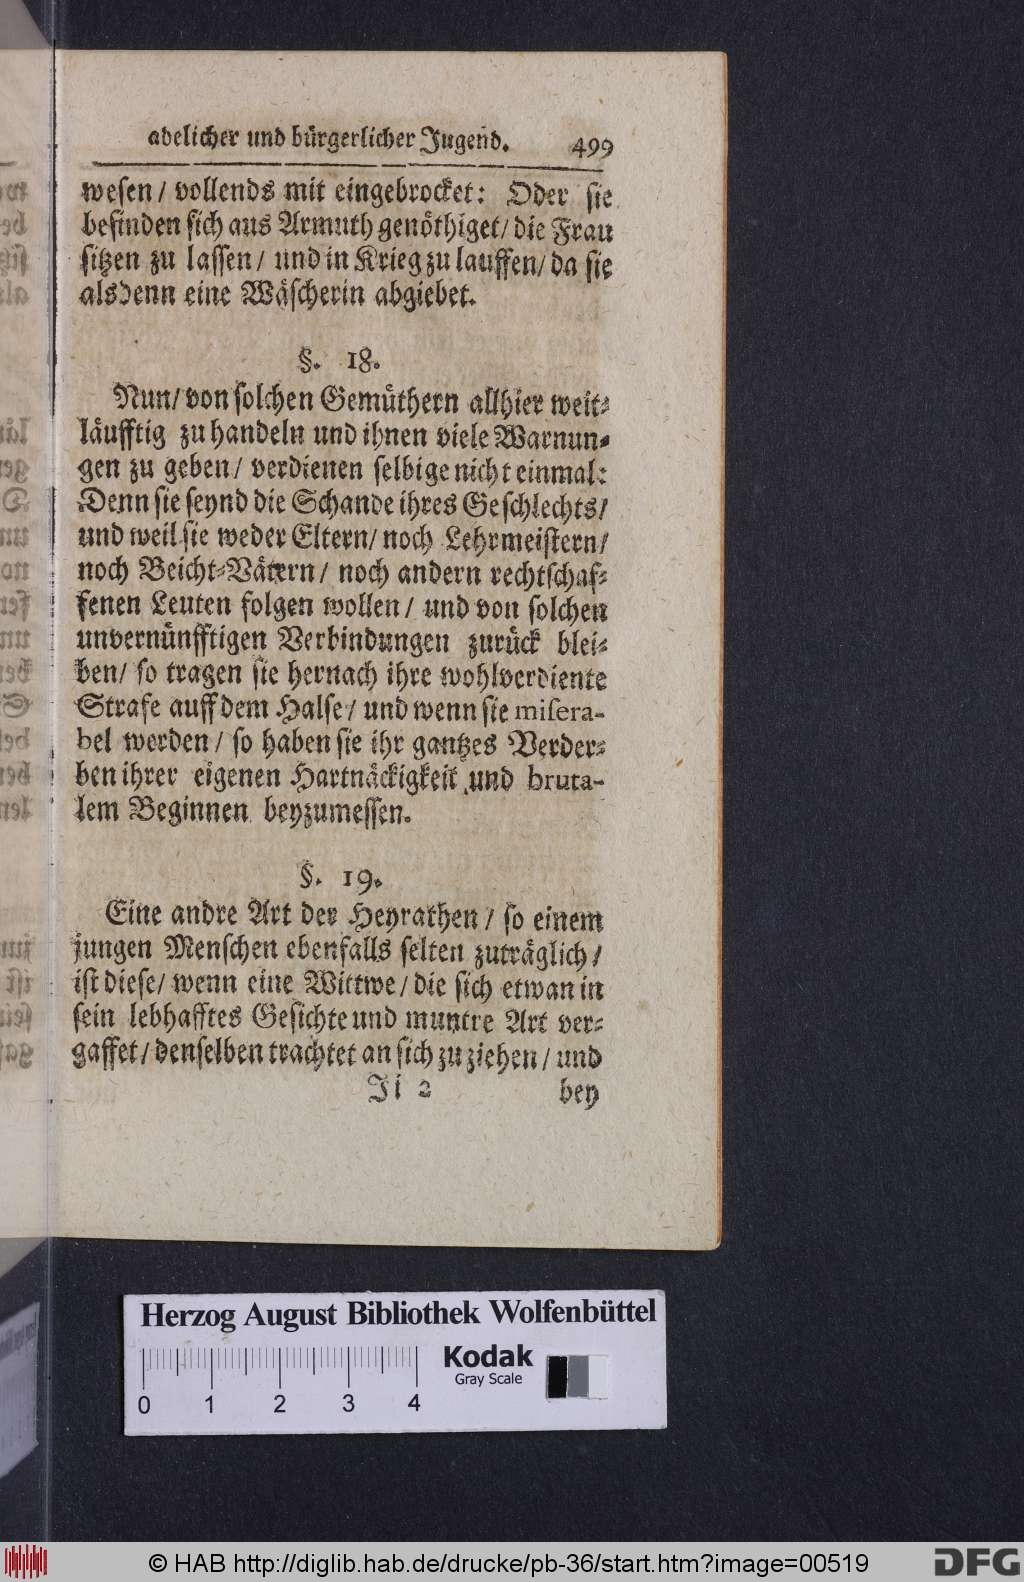 adelicher und bürgerlicher Jugend. 499
wesen / vollends mit eingebrocket: Oder sie
befinden sich aus Armuth genöthiget / die Frau
sitzen zu lassen / und in Krieg zu lauffen / da sie
alsdenn eine Wäscherin abgiebet.
§. 18.
Nun / von solchen Gemüthern allhier weit-
läufftig zu handeln und ihnen viele Warnun-
gen zu geben / verdienen selbige nicht einmal:
Denn sie seynd die Schande ihres Geschlechts /
und weil sie weder Eltern / noch Lehrmeistern /
noch Beicht-Vätern / noch andern rechtschaf-
fenen Leuten folgen wollen / und von solchen
unvernünfftigen Verbindungen zurück blei-
ben / so tragen sie hernach ihre wohlverdiente
Strafe auff dem Halse / und wenn sie misera-
bel werden / so haben sie ihr gantzes Verder-
ben ihrer eigenen Hartnäckigkeit und bruta-
lem Beginnen beyzumessen.
§. 19.
Eine andre Art der Heyrathen / so einem
jungen Menschen ebenfalls selten zuträglich /
ist diese / wenn eine Wittwe / die sich etwan in
sein lebhafftes Gesichte und muntre Art ver-
gaffet / denselben trachtet an sich zu ziehen / und
Ji 2 bey
Herzog August Bibliothek Wolfenbüttel
Kodak
Gray Scale
0 1 2 3 4
© HAB http://diglib.hab.de/drucke/pb-36/start.htm?image=00519
DFG